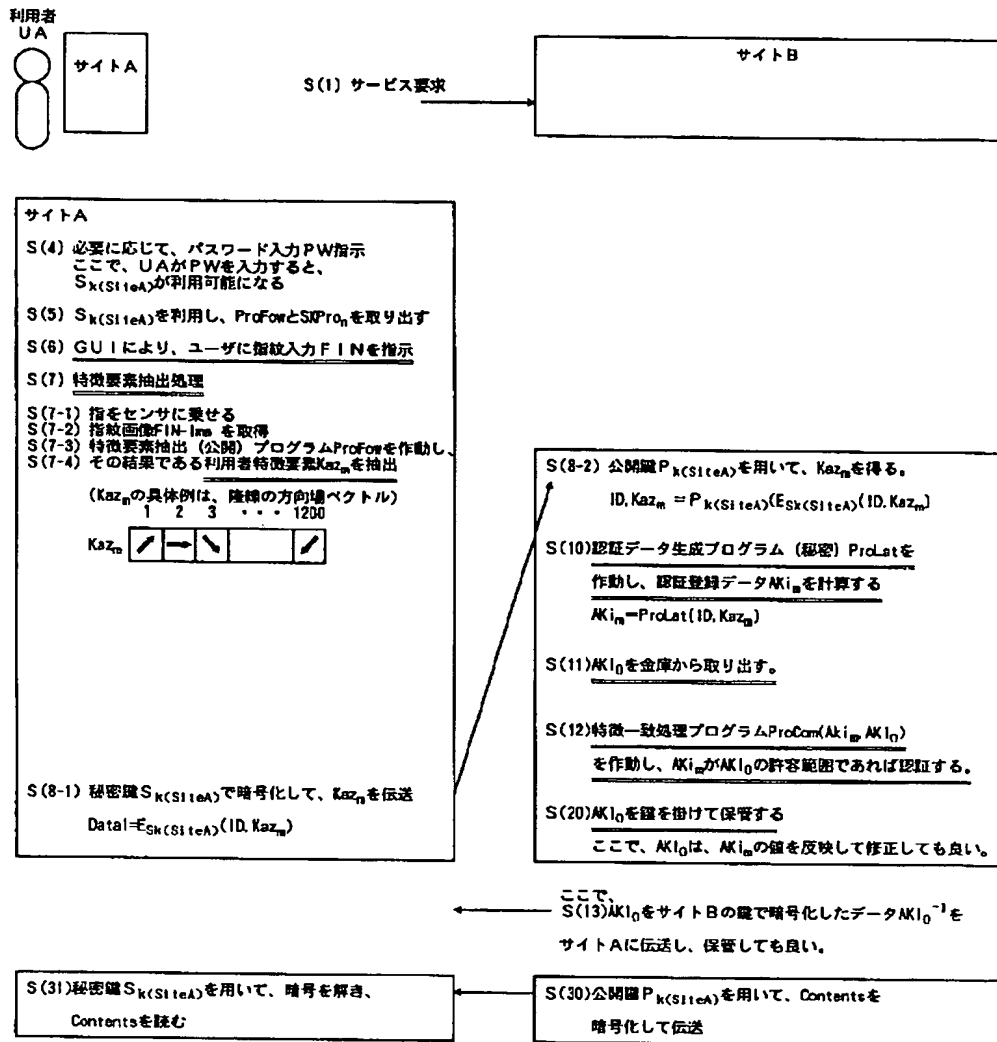 利用者
UA
サイトA
サイトB
S(1) サービス要求
サイトA
S(4) 必要に応じて、パスワード入力PW指示
ここで、UAがPWを入力すると、
Sk(SiteA)が利用可能になる
S(5) Sk(SiteA)を利用し、ProFowとSXPronを取り出す
S(6) GUIにより、ユーザに指紋入力FINを指示
S(7) 特徴要素抽出処理
S(7-1) 指をセンサに乗せる
S(7-2) 指紋画像FIN-Imaを取得
S(7-3) 特徴要素抽出（公開）プログラムProFowを作動し、
S(7-4) その結果である利用者特徴要素Kazmを抽出
(Kazmの具体例は、隆線の方向場ベクトル)
1 2 3 ・・・ 1200
Kazm
S(8-1) 秘密鍵Sk(SiteA)で暗号化して、Kazmを伝送
Data1=ESk(SiteA)(ID,Kazm)
S(8-2) 公開鍵Pk(SiteA)を用いて、Kazmを得る。
ID,Kazm = Pk(SiteA)(ESk(SiteA)(ID,Kazm)
S(10)認証データ生成プログラム（秘密）ProLatを
作動し、認証登録データAKimを計算する
AKim=ProLat(ID,Kazm)
S(11)AKI0を金庫から取り出す。
S(12)特徴一致処理プログラムProCom(Akim,AKI0)
を作動し、AKimがAKI0の許容範囲であれば認証する。
S(20)AKI0を鍵を掛けて保管する
ここで、AKI0は、AKimの値を反映して修正しても良い。
ここで、
S(13)AKI0をサイトBの鍵で暗号化したデータAKI0-1を
サイトAに伝送し、保管しても良い。
S(31)秘密鍵Sk(SiteA)を用いて、暗号を解き、
Contentsを読む
S(30)公開鍵Pk(SiteA)を用いて、Contentsを
暗号化して伝送